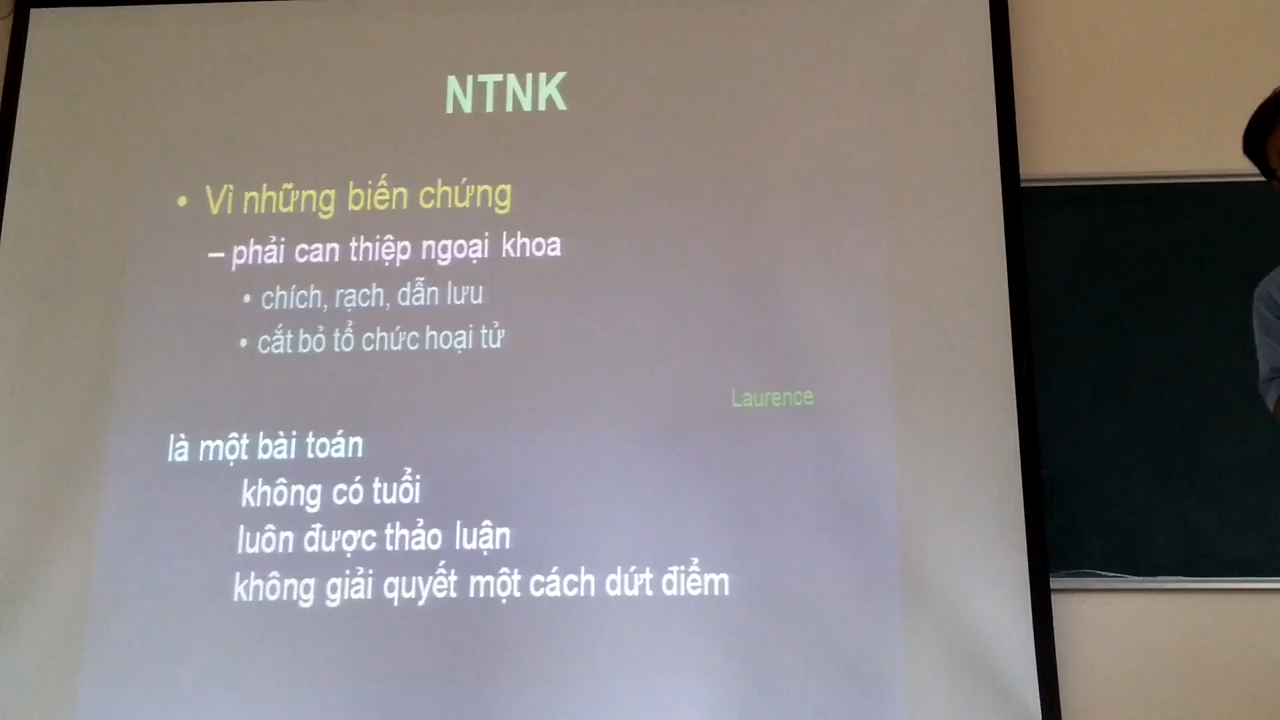 NTNK
• Vì những biến chứng
– phải can thiệp ngoại khoa
• chích, rạch, dẫn lưu
• cắt bỏ tổ chức hoại tử
Laurence
là một bài toán
không có tuổi
luôn được thảo luận
không giải quyết một cách dứt điểm